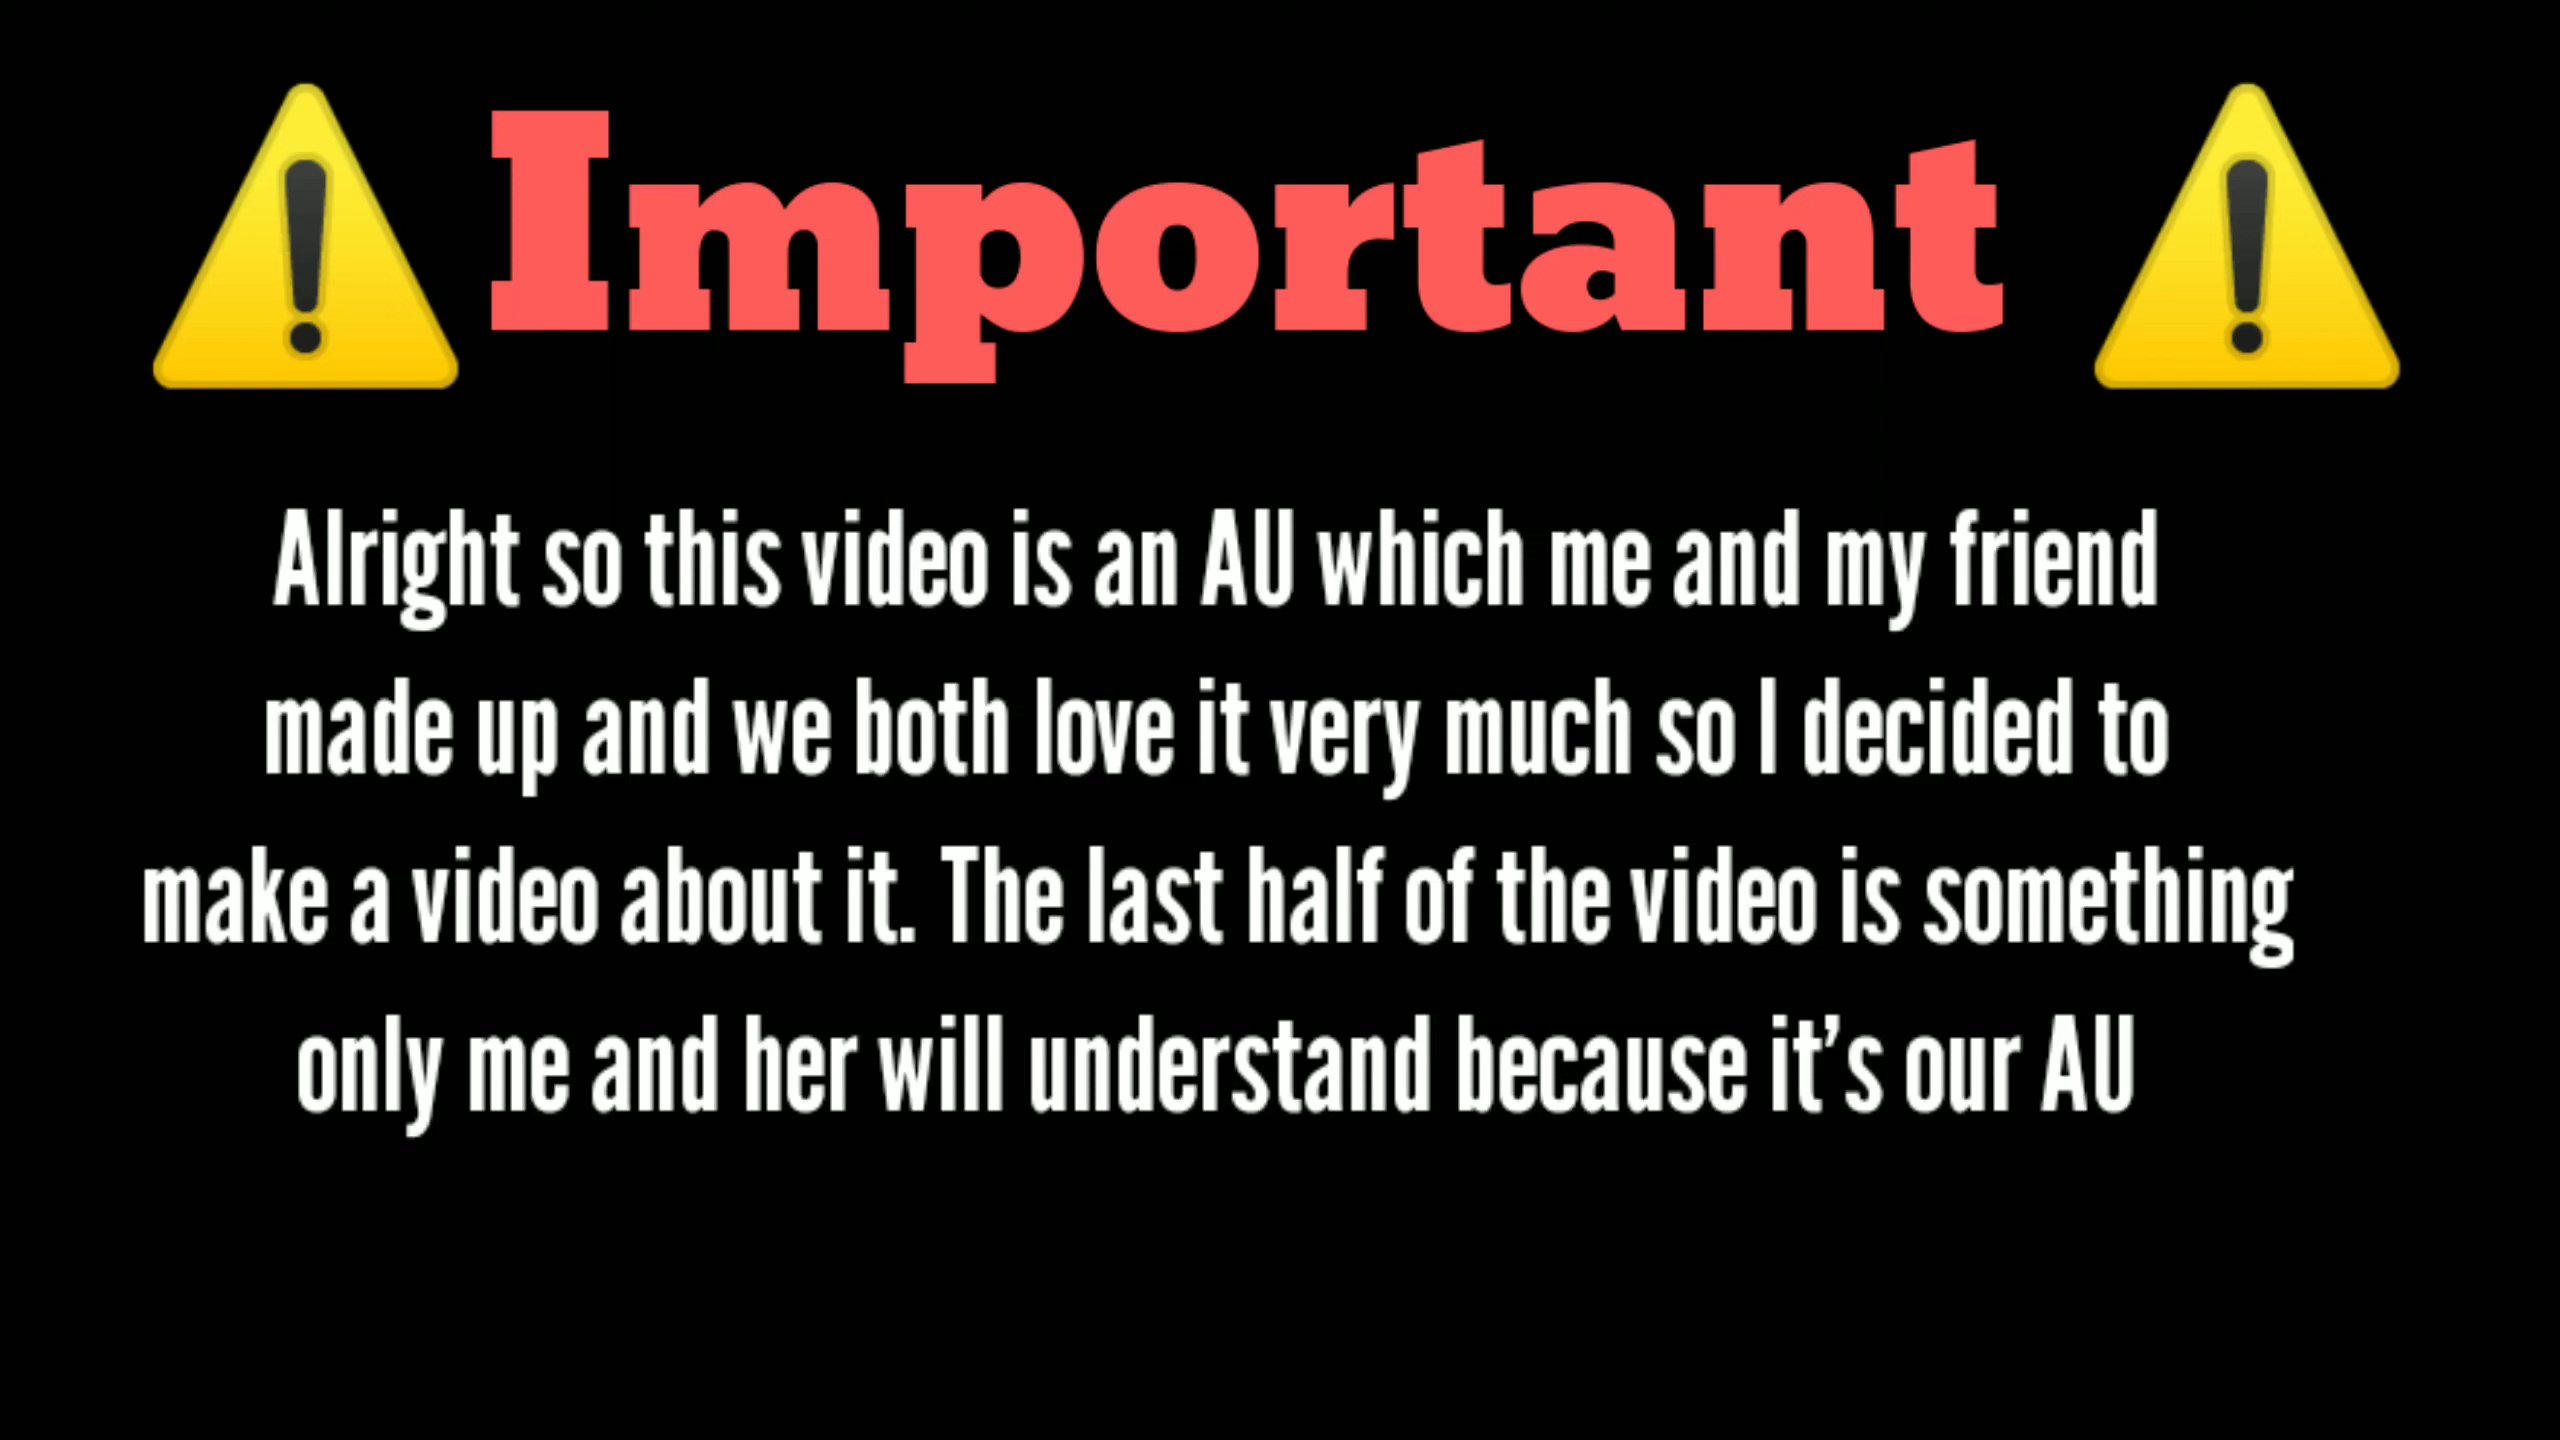 ⚠️Important ⚠️
Alright so this video is an AU which me and my friend
made up and we both love it very much so I decided to
make a video about it. The last half of the video is something
only me and her will understand because it’s our AU